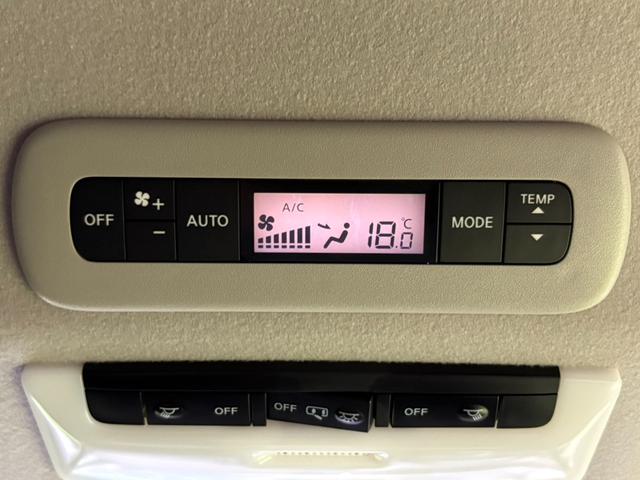 OFF + − AUTO A/C 18.0 °C MODE TEMP
OFF OFF OFF